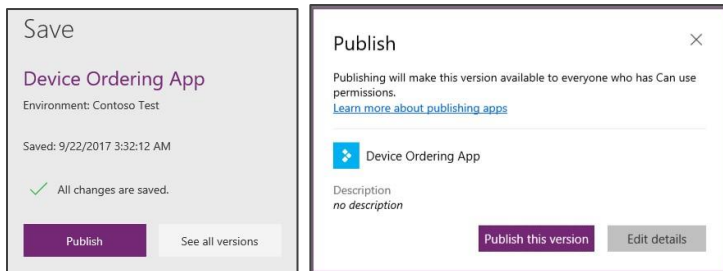 Save
Device Ordering App
Environment: Contoso Test
Saved: 9/22/2017 3:32:12 AM
All changes are saved.
Publish
See all versions
Publish
Publishing will make this version available to everyone who has Can use
permissions.
Learn more about publishing apps
Device Ordering App
Description
no description
Publish this version
Edit details